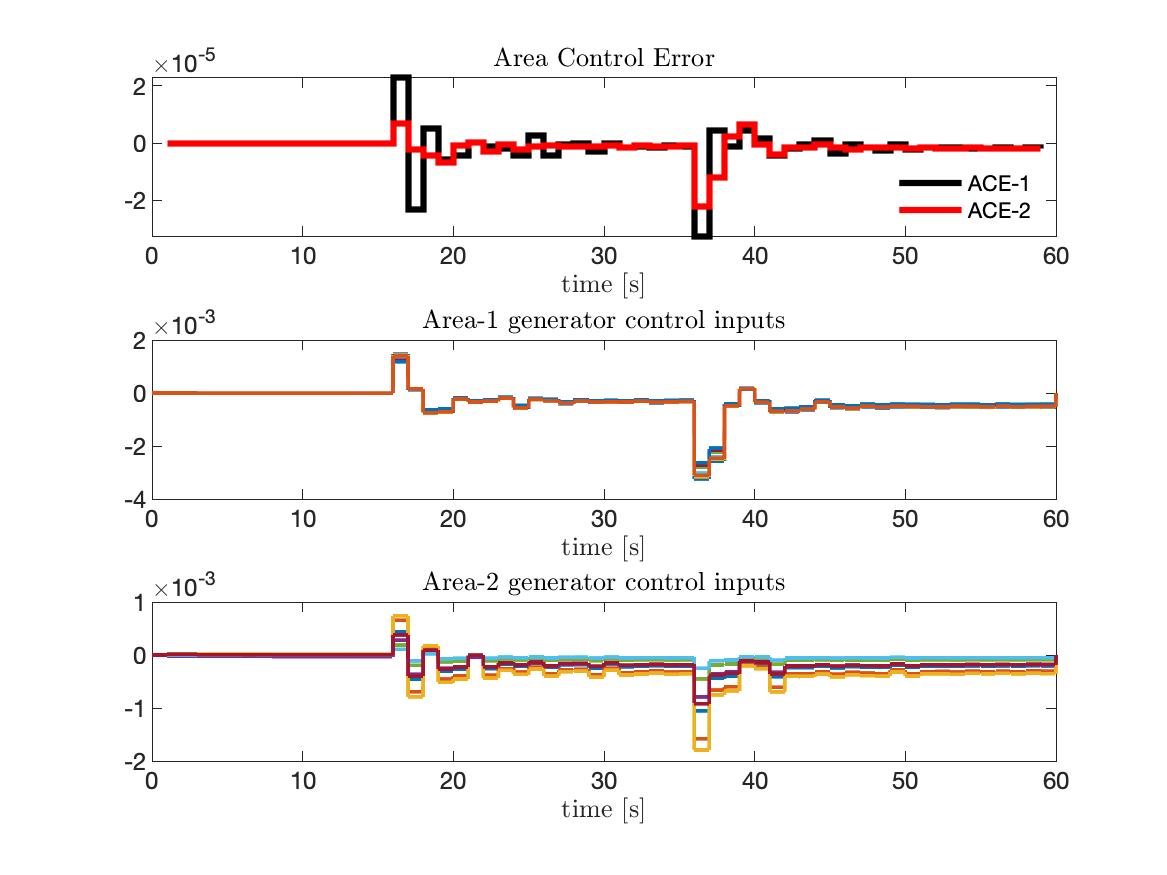 ×10-5
Area Control Error
2
0
-2
ACE-1
ACE-2
0 10 20 30 40 50 60
time [s]
×10-3
Area-1 generator control inputs
2
0
-2
-4
0 10 20 30 40 50 60
time [s]
×10-3
Area-2 generator control inputs
1
0
-1
-2
0 10 20 30 40 50 60
time [s]